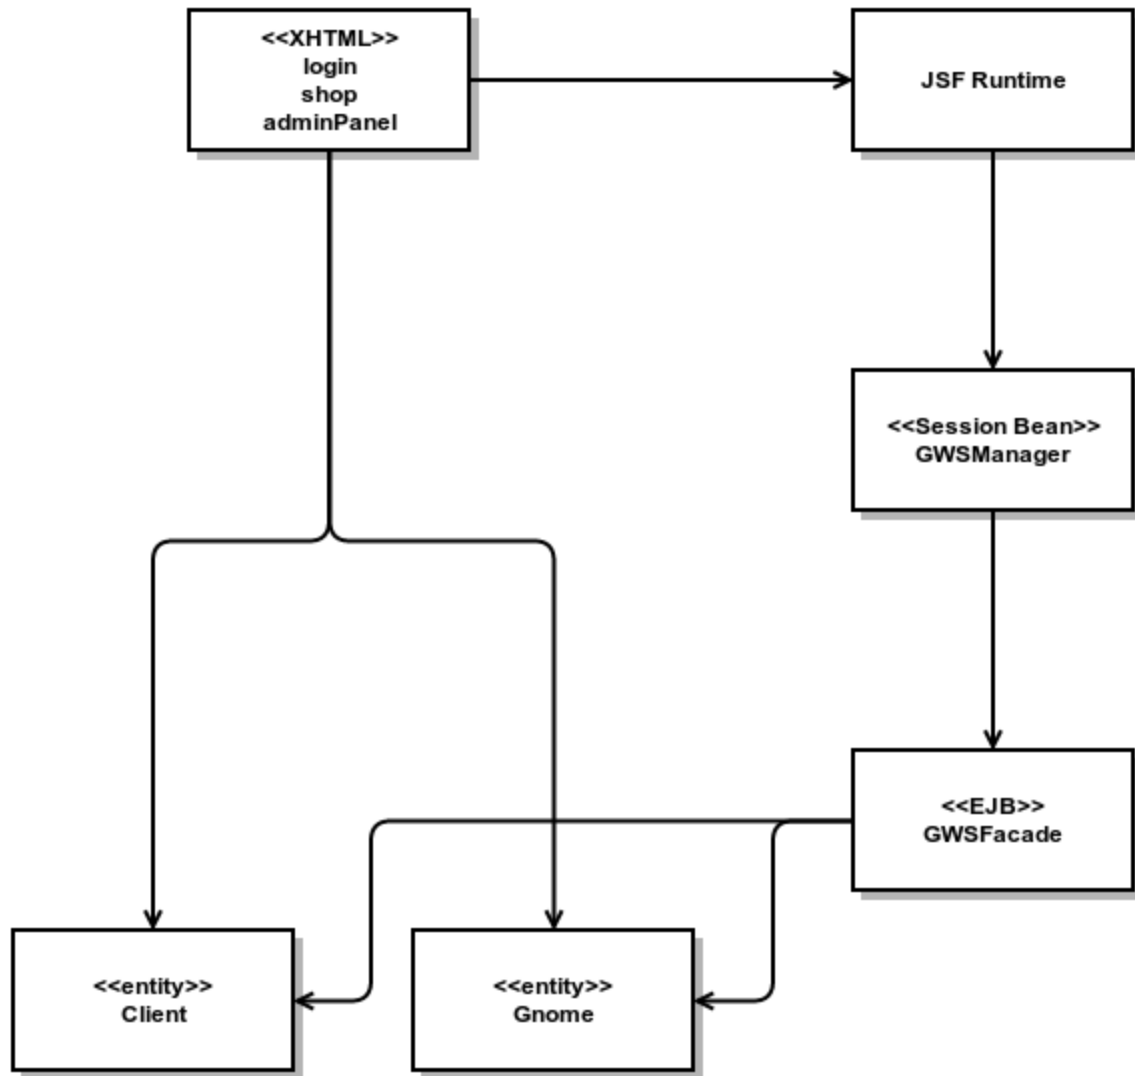 <<XHTML>>
login
shop
adminPanel
JSF Runtime
<<Session Bean>>
GWSManager
<<EJB>>
GWSFacade
<<entity>>
Client
<<entity>>
Gnome